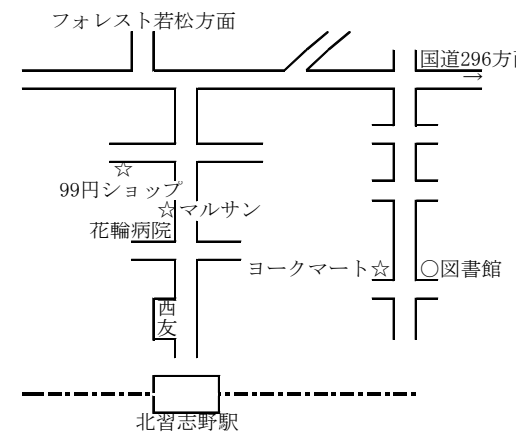 フォレスト若松方面
国道296方面
→
☆
99円ショップ
☆マルサン
花輪病院
ヨークマート☆
○図書館
西友
北習志野駅